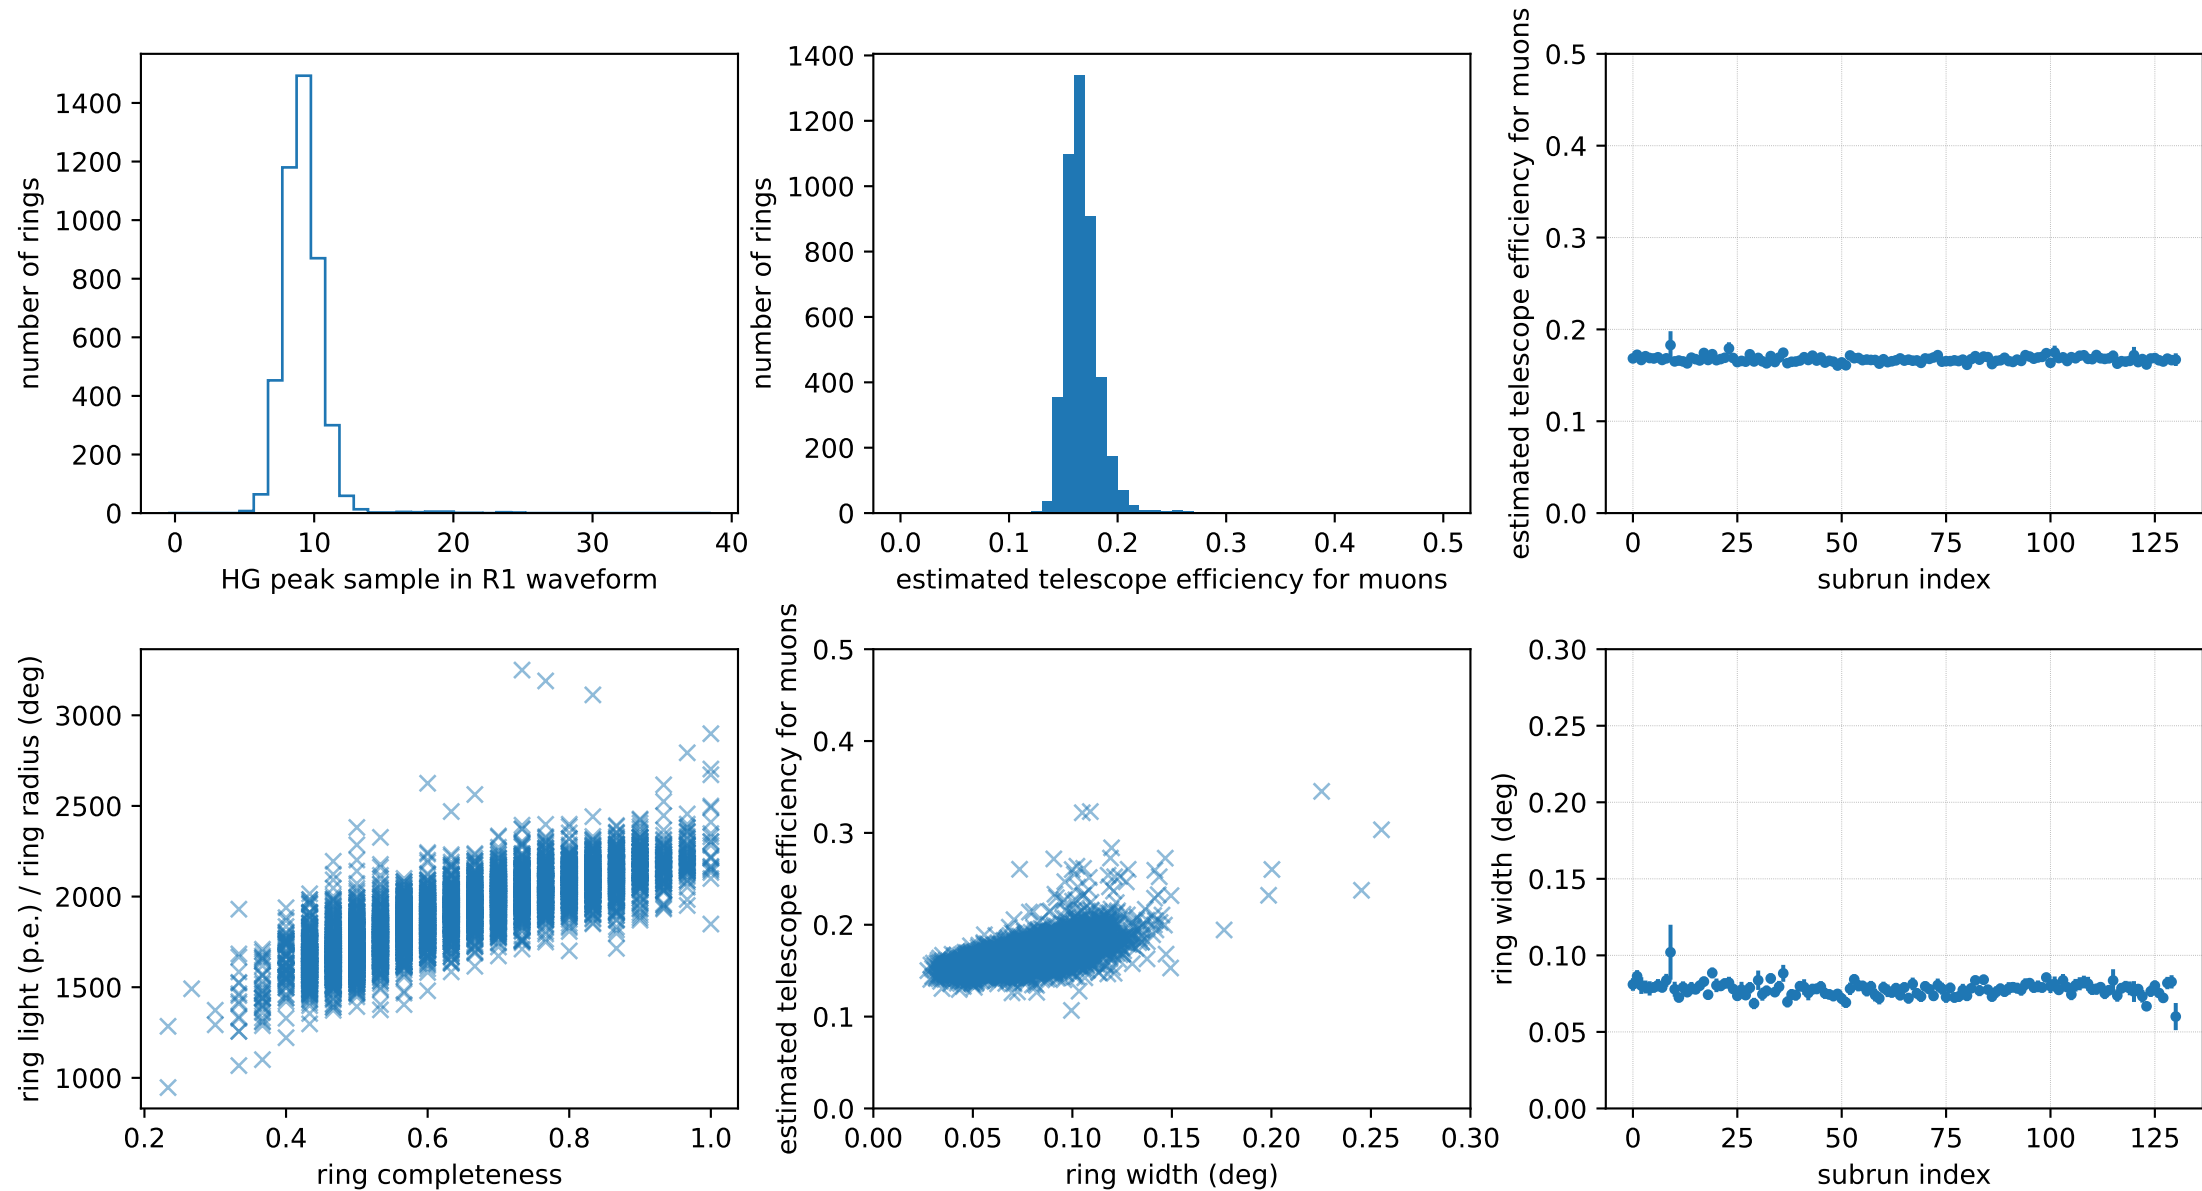 number of rings
0
200
400
600
800
1000
1200
1400
0 10 20 30 40
HG peak sample in R1 waveform
number of rings
0
200
400
600
800
1000
1200
1400
0.0 0.1 0.2 0.3 0.4 0.5
estimated telescope efficiency for muons
estimated telescope efficiency for muons
0.5
0.4
0.3
0.2
0.1
0.0
0 25 50 75 100 125
subrun index
ring light (p.e.) / ring radius (deg)
3000
2500
2000
1500
1000
0.2 0.4 0.6 0.8 1.0
ring completeness
estimated telescope efficiency for muons
0.5
0.4
0.3
0.2
0.1
0.0
0.00 0.05 0.10 0.15 0.20 0.25 0.30
ring width (deg)
ring width (deg)
0.30
0.25
0.20
0.15
0.10
0.05
0.00
0 25 50 75 100 125
subrun index